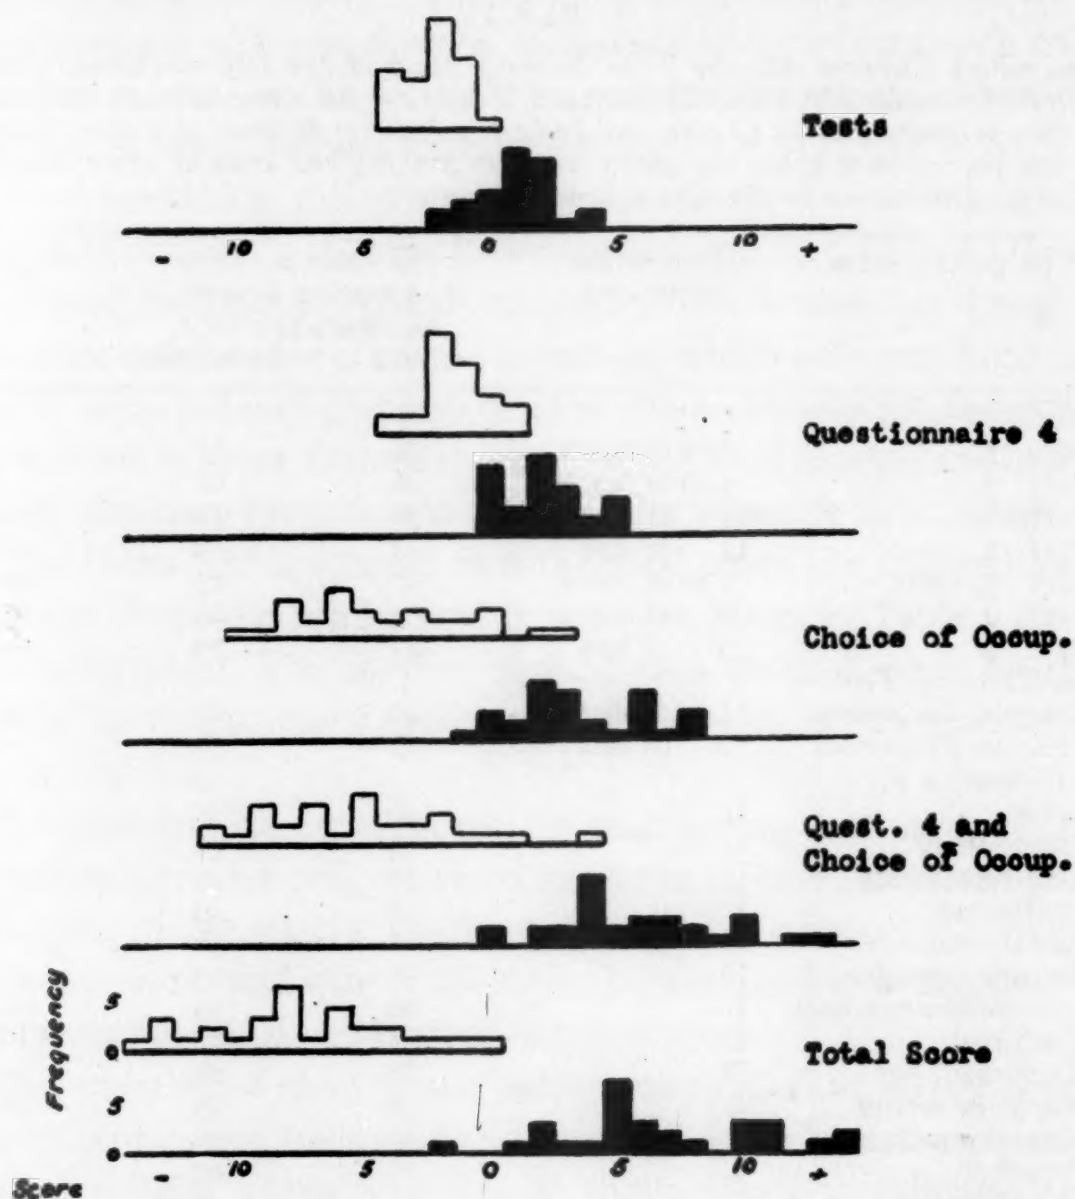 Tests
10 5 0 5 10
- +
Questionnaire 4
Choice of Occup.
Quest. 4 and
Choice of Occup.
Frequency
5
0
Total Score
5
0
10 5 0 5 10
- +
Score